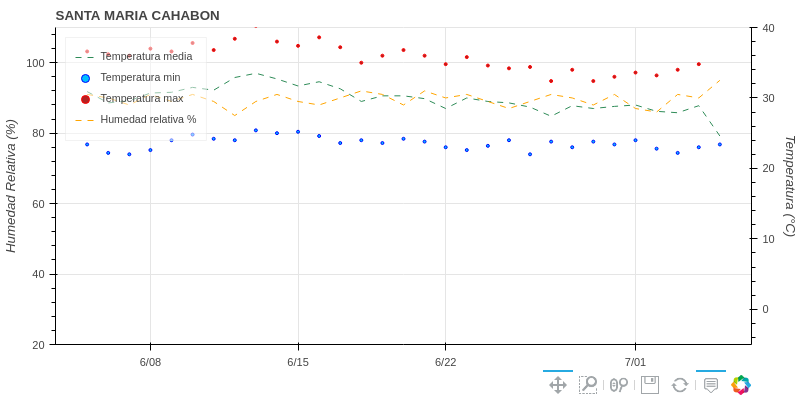 SANTA MARIA CAHABON
Temperatura media
Temperatura min
Temperatura max
Humedad relativa %
Humedad Relativa (%)
100
80
60
40
20
Temperatura (°C)
40
30
20
10
0
6/08
6/15
6/22
7/01